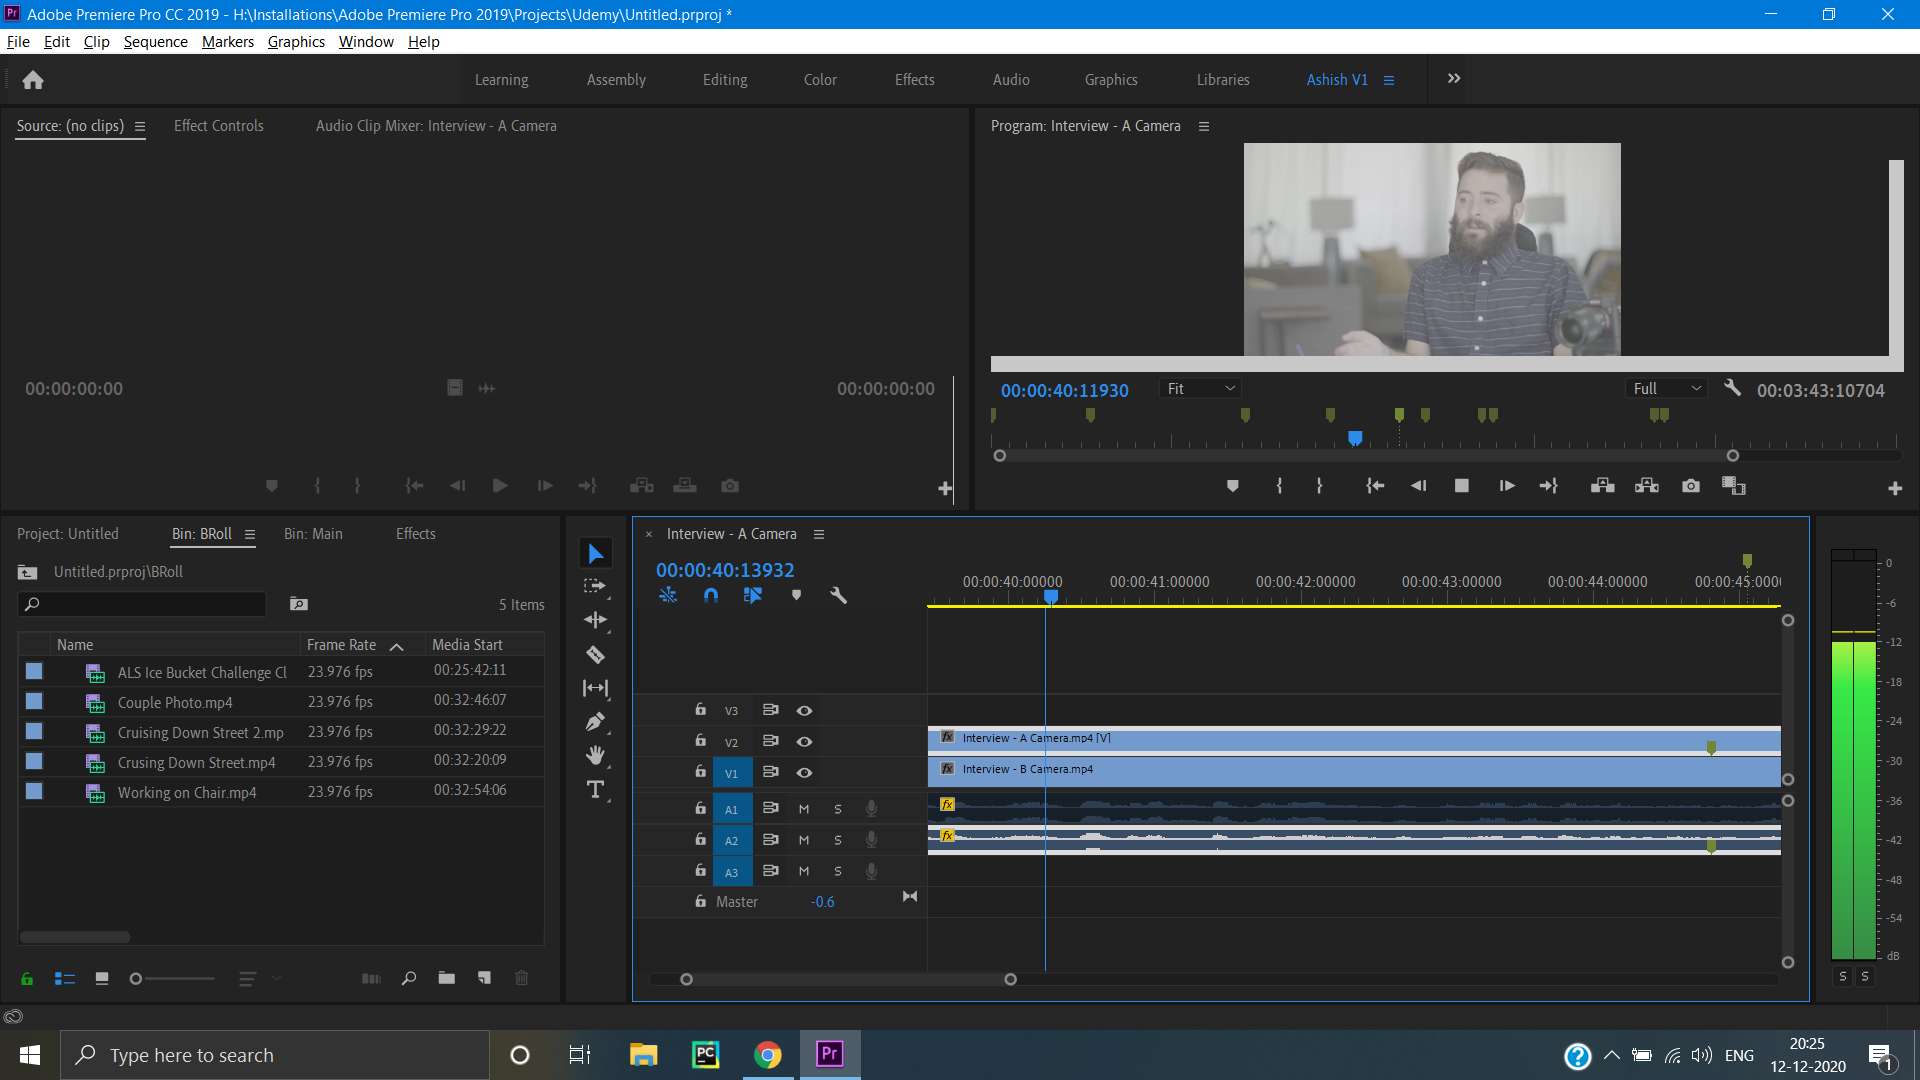 Pr Adobe Premiere Pro CC 2019 - H:\Installations\Adobe Premiere Pro 2019\Projects\Udemy\Untitled.prproj *
File Edit Clip Sequence Markers Graphics Window Help
Learning Assembly Editing Color Effects Audio Graphics Libraries Ashish V1
Source: (no clips) Effect Controls Audio Clip Mixer: Interview - A Camera
Program: Interview - A Camera
00:00:00:00 00:00:00:00
00:00:40:11930 Fit Full 00:03:43:10704
Project: Untitled Bin: BRoll Bin: Main Effects
Untitled.prproj\BRoll
5 Items
Name Frame Rate Media Start
ALS Ice Bucket Challenge Cl 23.976 fps 00:25:42:11
Couple Photo.mp4 23.976 fps 00:32:46:07
Cruising Down Street 2.mp 23.976 fps 00:32:29:22
Crusing Down Street.mp4 23.976 fps 00:32:20:09
Working on Chair.mp4 23.976 fps 00:32:54:06
× Interview - A Camera
00:00:40:13932
00:00:40:00000 00:00:41:00000 00:00:42:00000 00:00:43:00000 00:00:44:00000 00:00:45:0000
V3
V2 fx Interview - A Camera.mp4 [V]
V1 fx Interview - B Camera.mp4
A1 M S fx
A2 M S fx
A3 M S
Master -0.6
0
-6
-12
-18
-24
-30
-36
-42
-48
-54
dB
S S
Type here to search
PC
Pr
ENG
20:25
12-12-2020
1